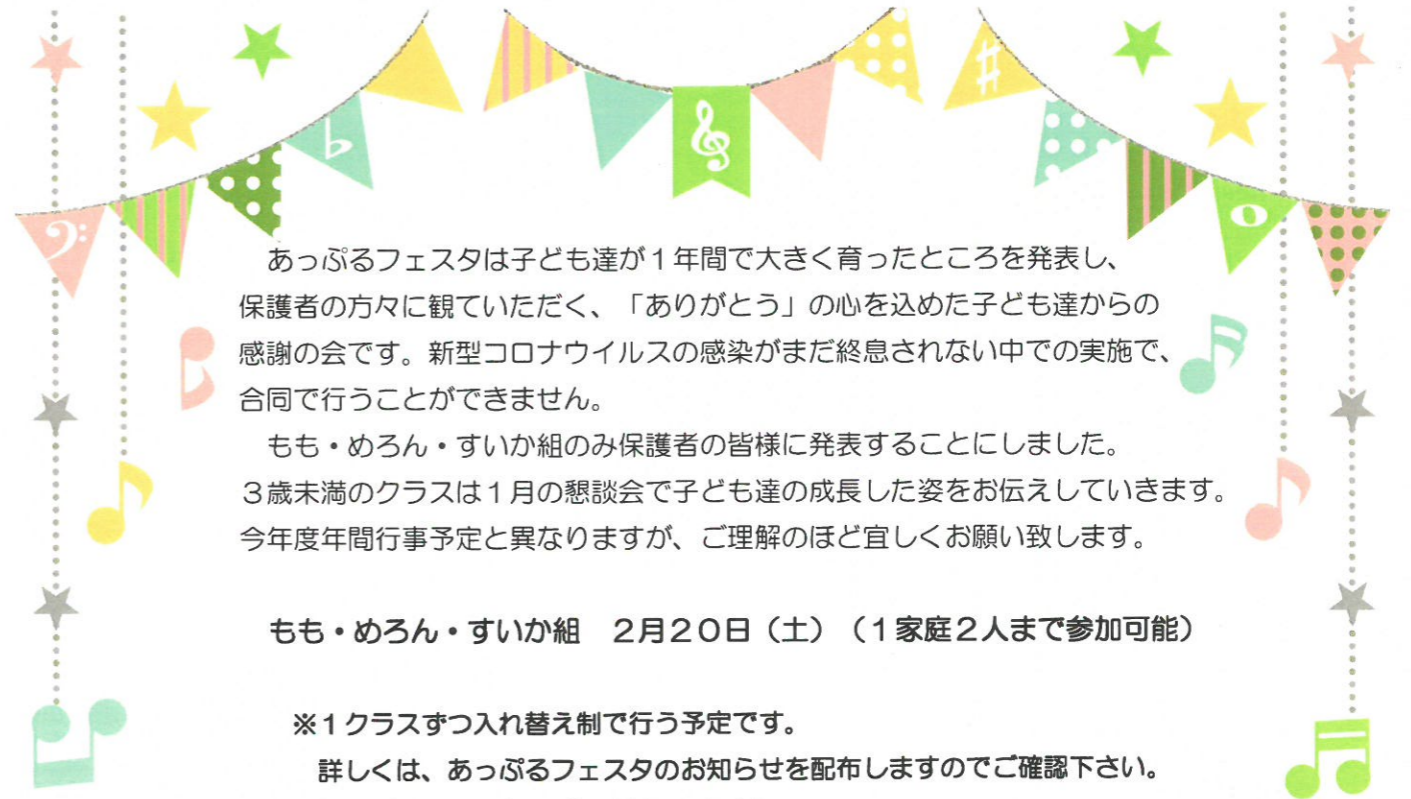 あっぷるフェスタは子ども達が1年間で大きく育ったところを発表し、
保護者の方々に観ていただく、「ありがとう」の心を込めた子ども達からの
感謝の会です。新型コロナウイルスの感染がまだ終息されない中での実施で、
合同で行うことができません。
もも・めろん・すいか組のみ保護者の皆様に発表することにしました。
3歳未満のクラスは1月の懇談会で子ども達の成長した姿をお伝えしていきます。
今年度年間行事予定と異なりますが、ご理解のほど宜しくお願い致します。
もも・めろん・すいか組 2月20日(土)(1家庭2人まで参加可能)
※1クラスずつ入れ替え制で行う予定です。
詳しくは、あっぷるフェスタのお知らせを配布しますのでご確認下さい。